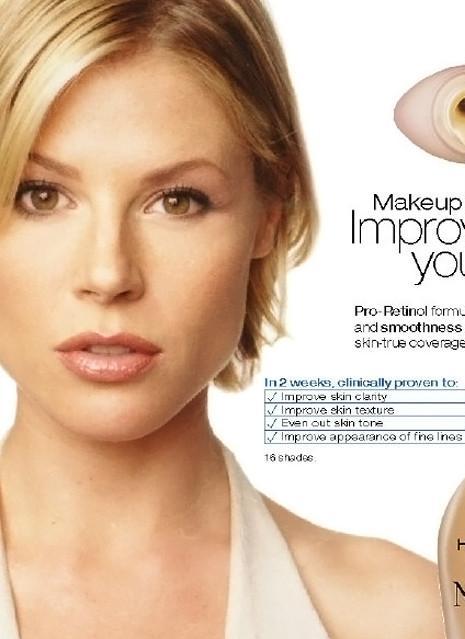 Makeup
Improv
you
Pro-Retinol formu
and smoothness
skin-true coverage
In 2 weeks, clinically proven to:
✓ Improve skin clarity
✓ Improve skin texture
✓ Even out skin tone
✓ Improve appearance of fine lines
16 shades.
H
N